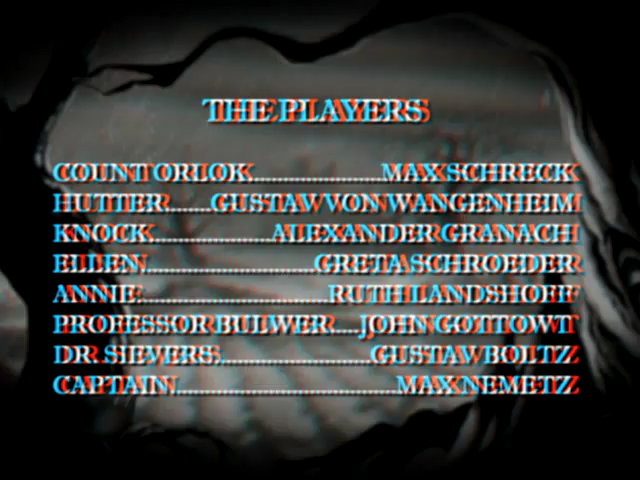 THE PLAYERS
COUNT ORLOK....................MAX SCHRECK
HUTTER......GUSTAV VON WANGENHEIM
KNOCK..................ALEXANDER GRANACH
ELLEN..........................GRETA SCHROEDER
ANNIE............................RUTH LANDSHOFF
PROFESSOR BULWER....JOHN GOTTOWT
DR. SIEVERS.......................GUSTAV BOLTZ
CAPTAIN..................................MAX NEMETZ